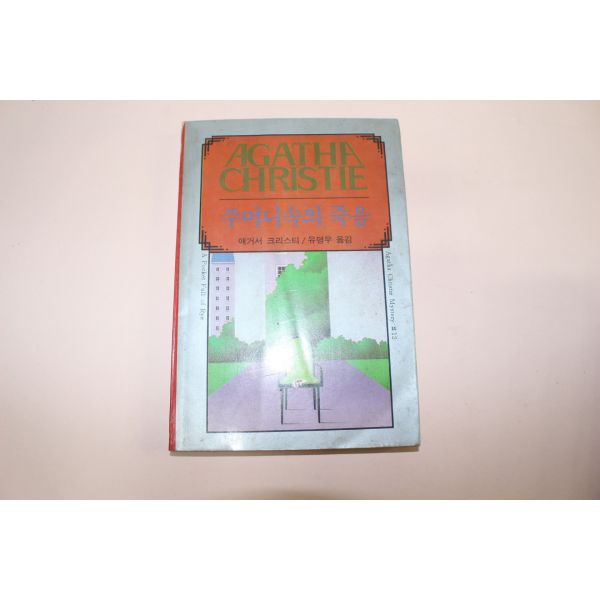 AGATHA
CHRISTIE
주머니속의 죽음
애거서 크리스티/유명우 옮김
A Pocket Full of Rye
Agatha Christie Mystery #13